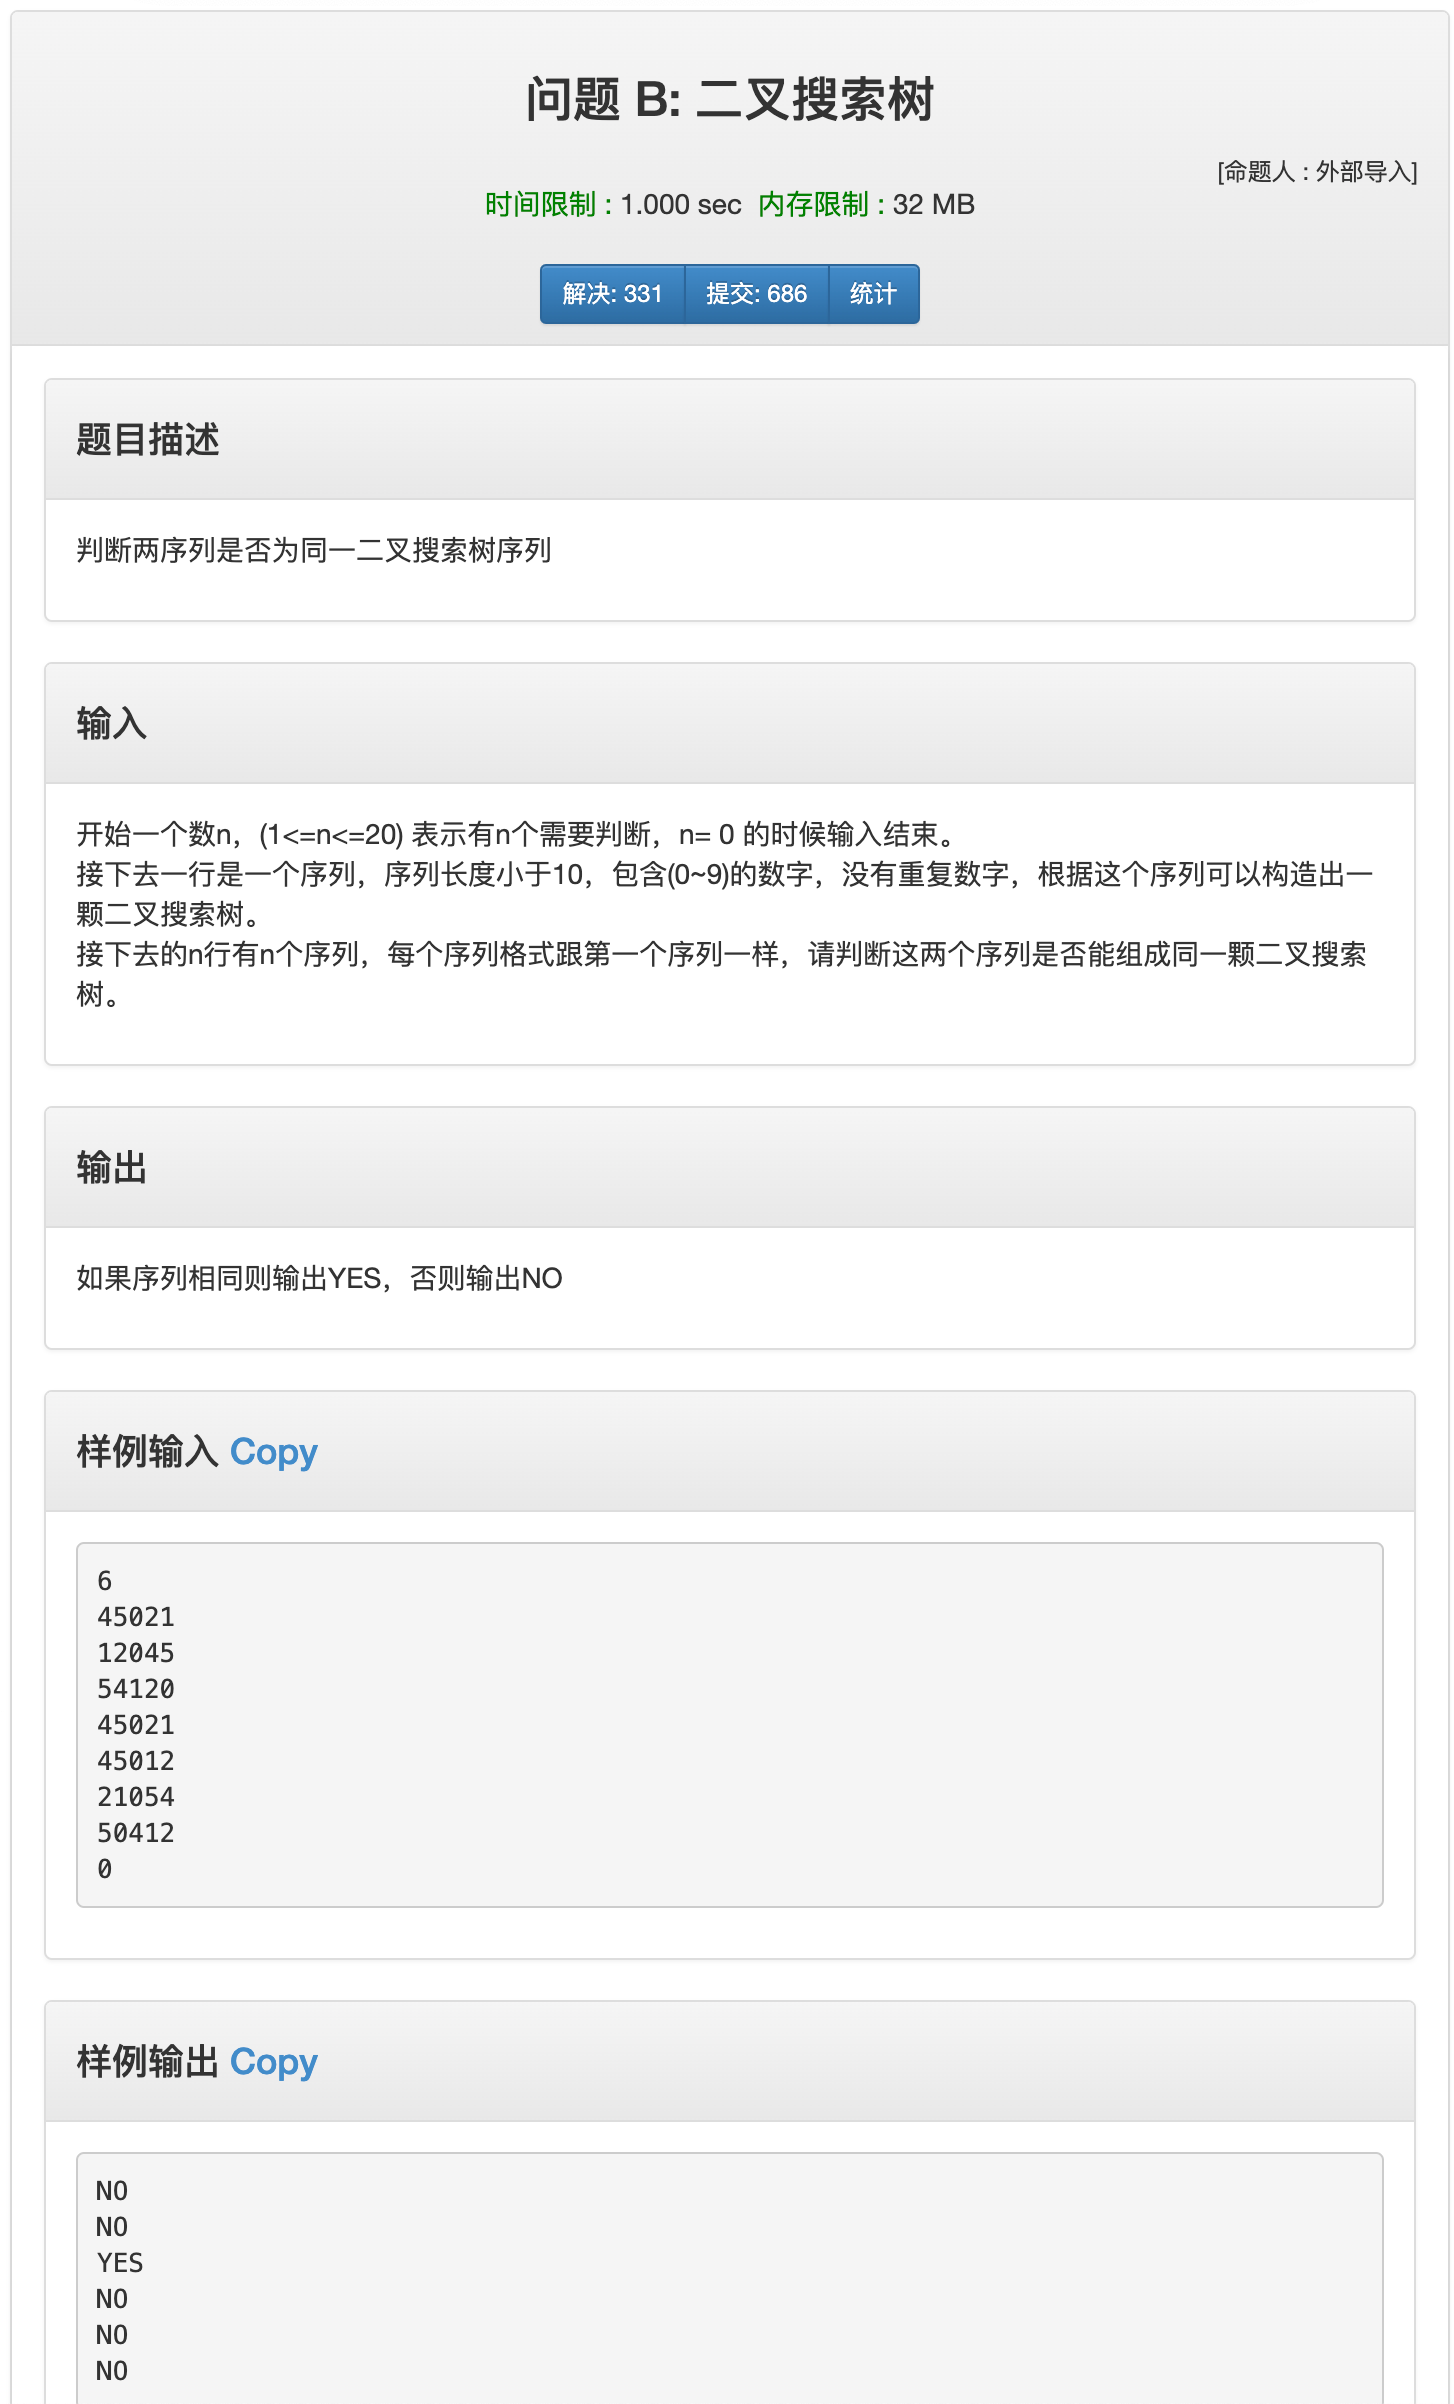 问题 B: 二叉搜索树
[命题人 : 外部导入]
时间限制 : 1.000 sec 内存限制 : 32 MB
解决: 331 提交: 686 统计
题目描述
判断两序列是否为同一二叉搜索树序列
输入
开始一个数n，(1<=n<=20) 表示有n个需要判断，n= 0 的时候输入结束。
接下去一行是一个序列，序列长度小于10，包含(0~9)的数字，没有重复数字，根据这个序列可以构造出一
颗二叉搜索树。
接下去的n行有n个序列，每个序列格式跟第一个序列一样，请判断这两个序列是否能组成同一颗二叉搜索
树。
输出
如果序列相同则输出YES，否则输出NO
样例输入 Copy
6
45021
12045
54120
45021
45012
21054
50412
0
样例输出 Copy
NO
NO
YES
NO
NO
NO